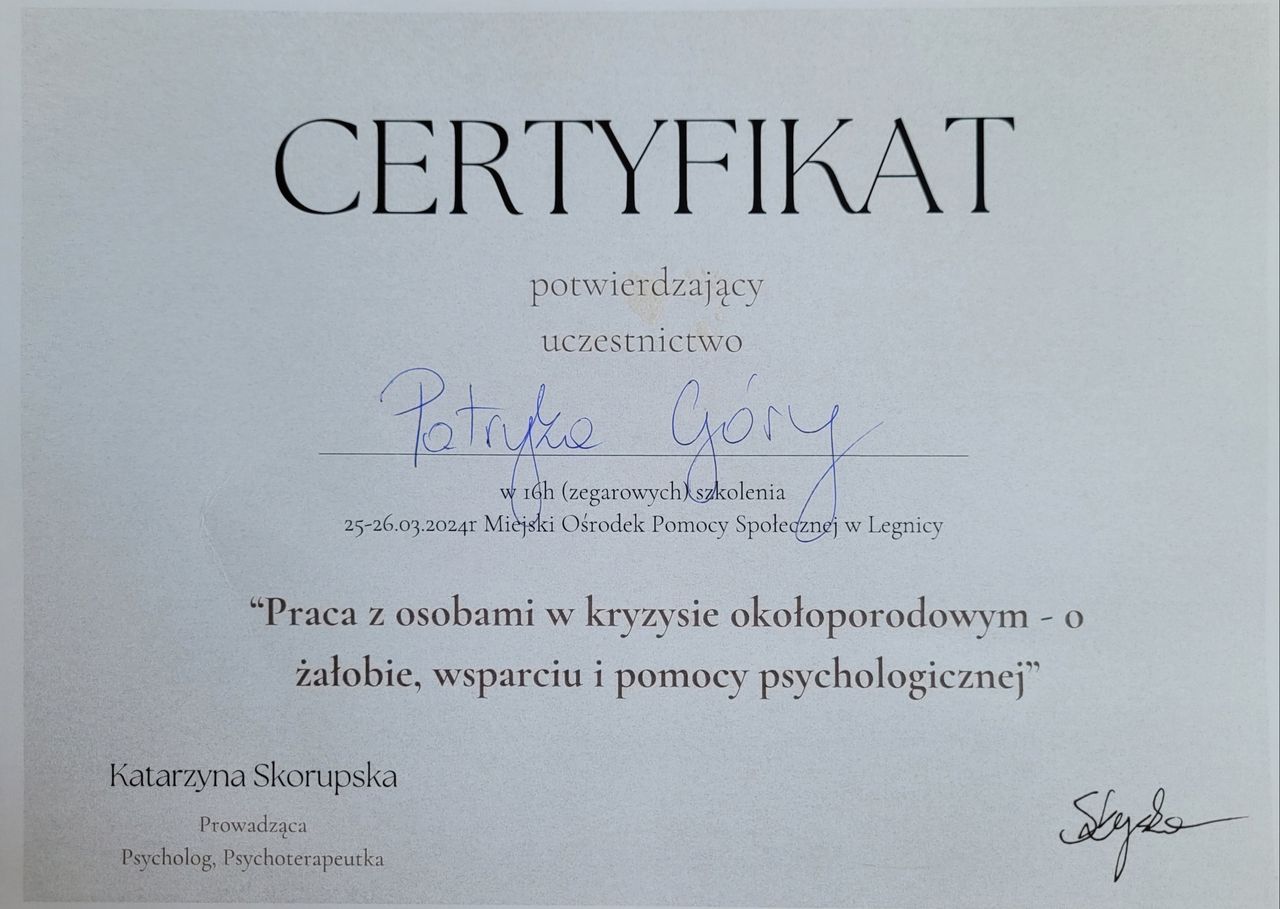 CERTYFIKAT
potwierdzający
uczestnictwo
Patryka Góry
w 16h (zegarowych) szkolenia
25-26.03.2024r Miejski Ośrodek Pomocy Społecznej w Legnicy
“Praca z osobami w kryzysie okołoporodowym - o
żałobie, wsparciu i pomocy psychologicznej”
Katarzyna Skorupska
Prowadząca
Psycholog, Psychoterapeutka